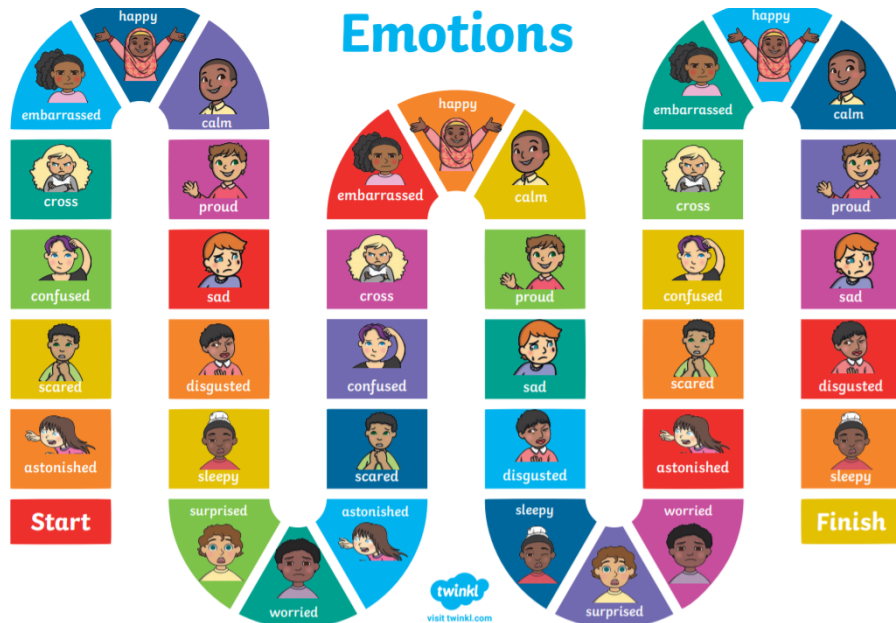 Emotions
Start
astonished
scared
confused
cross
embarrassed
happy
calm
proud
sad
disgusted
sleepy
surprised
worried
astonished
scared
confused
cross
embarrassed
happy
calm
proud
sad
disgusted
sleepy
surprised
worried
astonished
scared
confused
cross
embarrassed
happy
calm
proud
sad
disgusted
sleepy
Finish
twinkl
visit twinkl.com